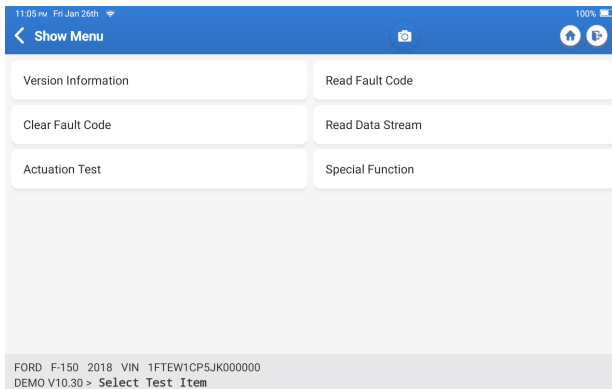 11:05 PM Fri Jan 26th 100%
Show Menu
Version Information Read Fault Code
Clear Fault Code Read Data Stream
Actuation Test Special Function
FORD F-150 2018 VIN 1FTEW1CP5JK000000
DEMO V10.30 > Select Test Item